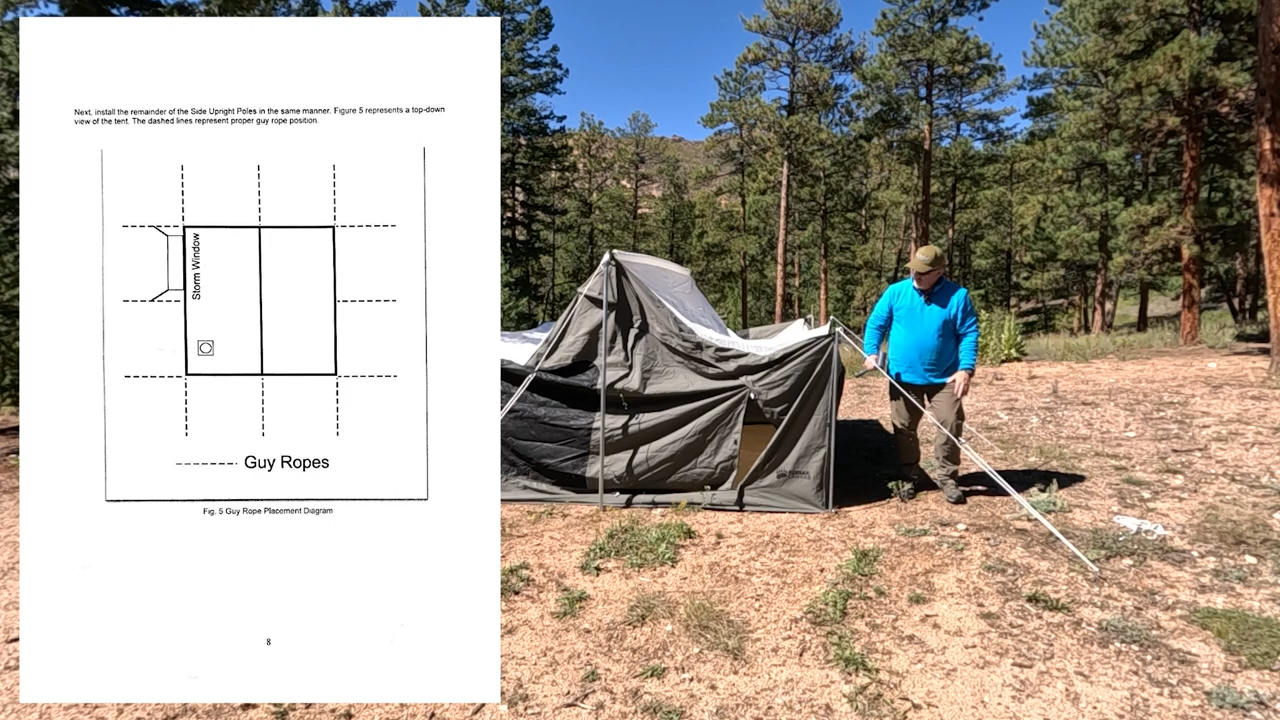 Next, install the remainder of the Side Upright Poles in the same manner. Figure 5 represents a top-down
view of the tent. The dashed lines represent proper guy rope position.
Storm Window
Guy Ropes
Fig. 5 Guy Rope Placement Diagram
8
KODIAK
CANVAS